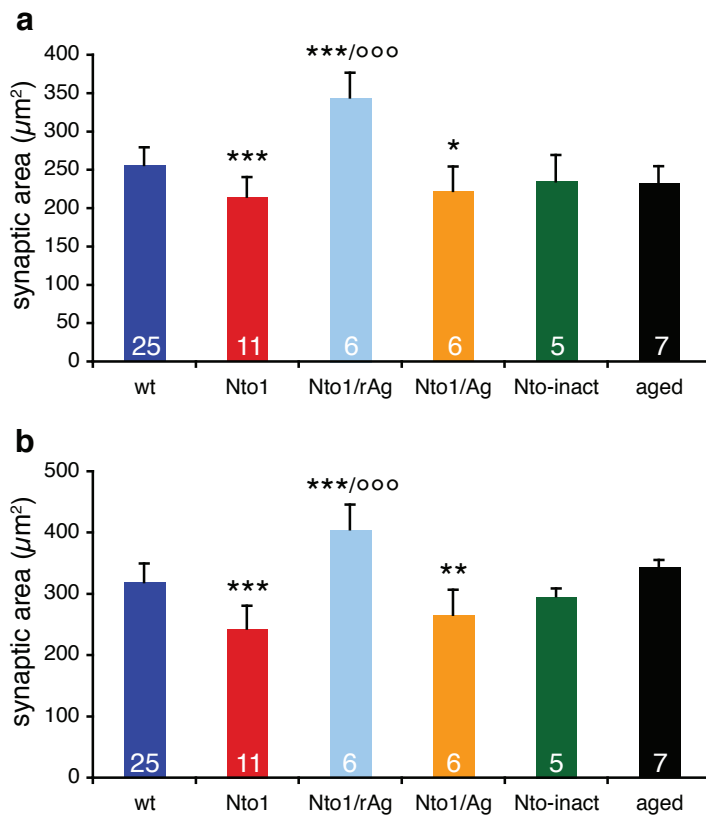 a
synaptic area (µm²)
400
350
300
250
200
150
100
50
0
***
***/○○○
*
25 11 6 6 5 7
wt Nto1 Nto1/rAg Nto1/Ag Nto-inact aged
b
synaptic area (µm²)
500
400
300
200
100
0
***
***/○○○
**
25 11 6 6 5 7
wt Nto1 Nto1/rAg Nto1/Ag Nto-inact aged